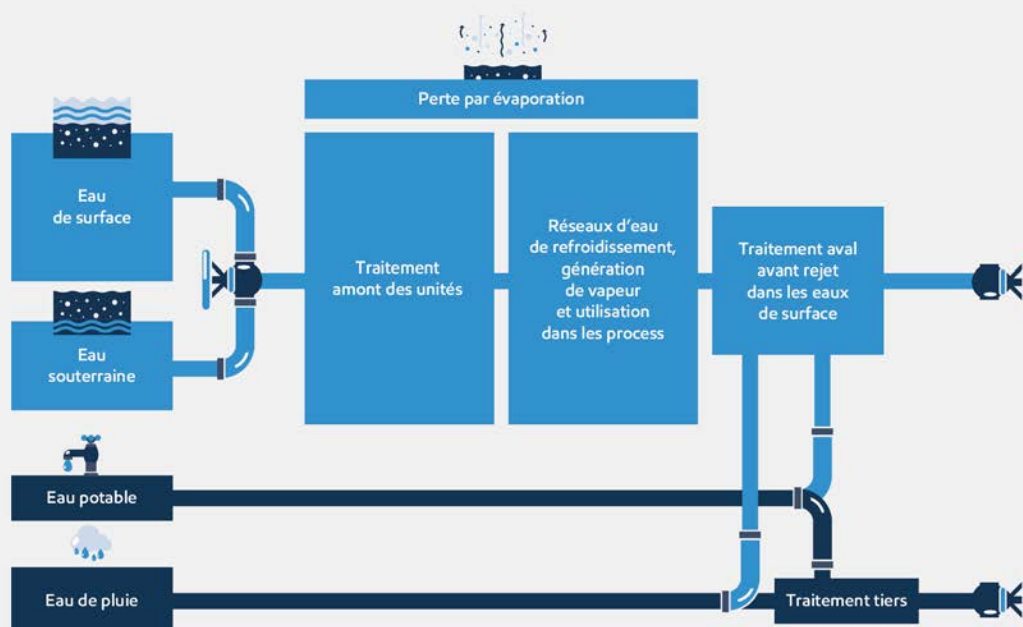 Perte par évaporation
Eau
de surface
Eau
souterraine
Traitement
amont des unités
Réseaux d'eau
de refroidissement,
génération
de vapeur
et utilisation
dans les process
Traitement aval
avant rejet
dans les eaux
de surface
Eau potable
Eau de pluie
Traitement tiers